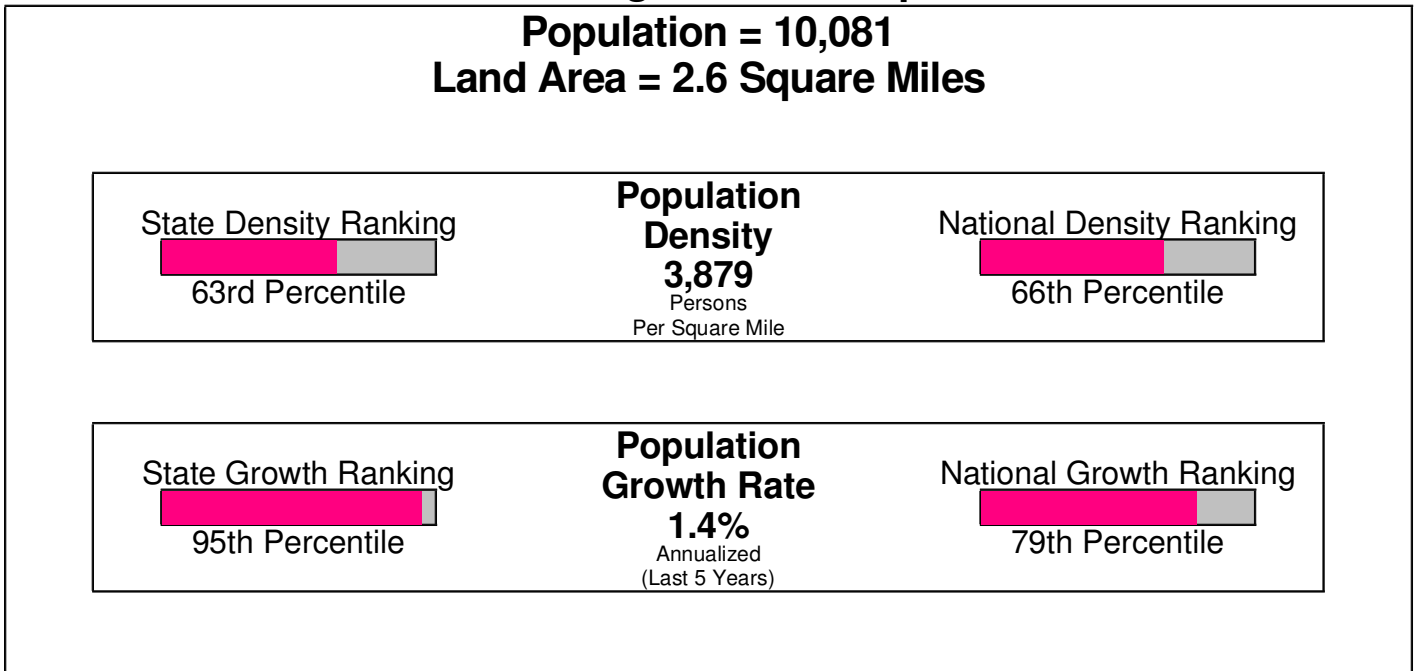 Population = 10,081
Land Area = 2.6 Square Miles
State Density Ranking
63rd Percentile
Population
Density
3,879
Persons
Per Square Mile
National Density Ranking
66th Percentile
State Growth Ranking
95th Percentile
Population
Growth Rate
1.4%
Annualized
(Last 5 Years)
National Growth Ranking
79th Percentile